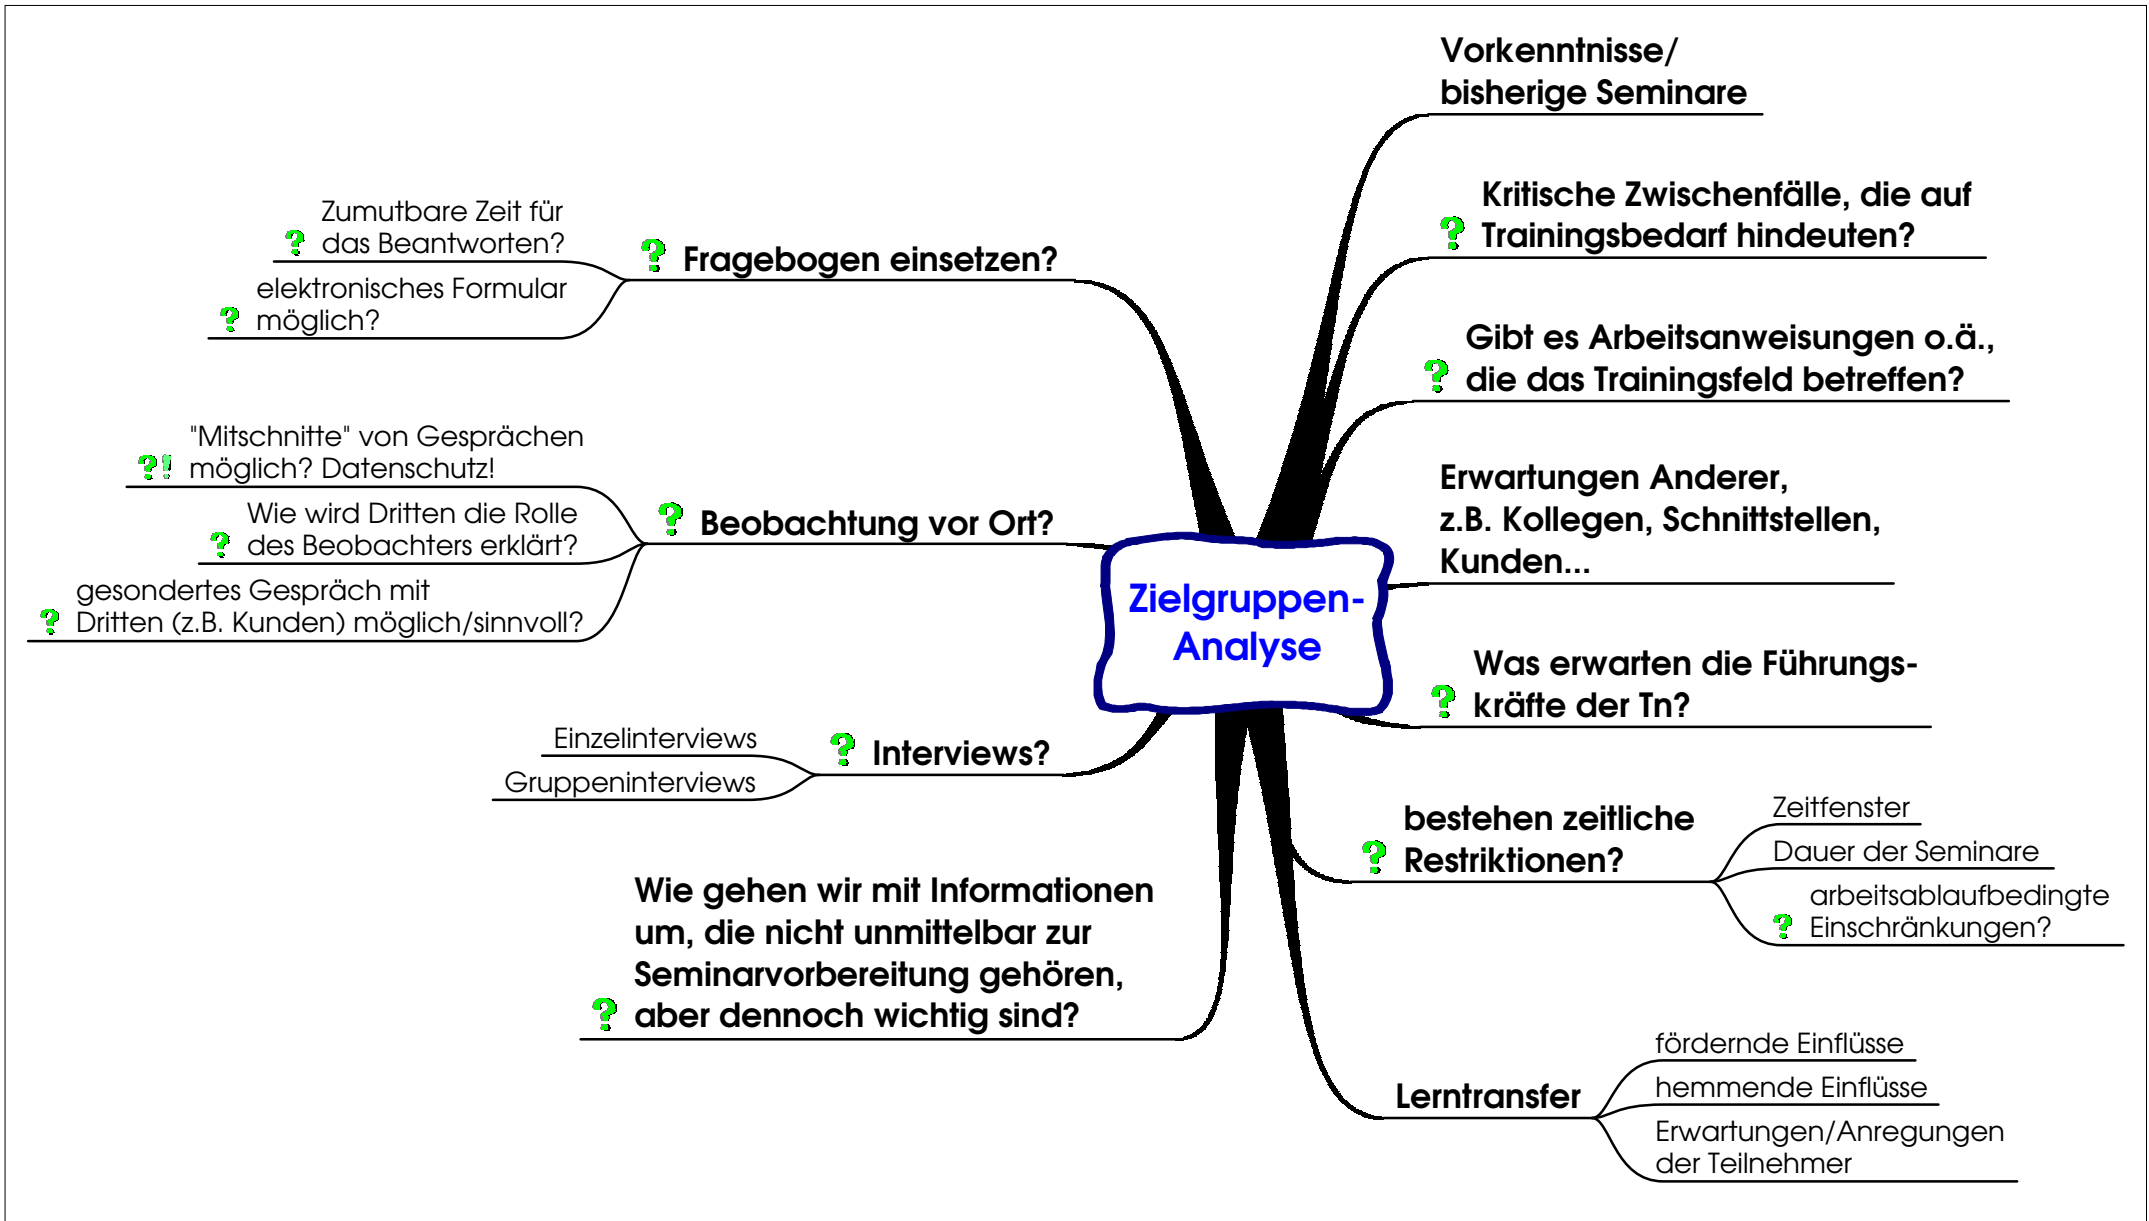 Zielgruppen-
Analyse
Vorkenntnisse/
bisherige Seminare
Kritische Zwischenfälle, die auf
? Trainingsbedarf hindeuten?
Gibt es Arbeitsanweisungen o.ä.,
? die das Trainingsfeld betreffen?
Erwartungen Anderer,
z.B. Kollegen, Schnittstellen,
Kunden...
Was erwarten die Führungs-
? kräfte der Tn?
bestehen zeitliche
? Restriktionen?
Zeitfenster
Dauer der Seminare
arbeitsablaufbedingte
? Einschränkungen?
Lerntransfer
fördernde Einflüsse
hemmende Einflüsse
Erwartungen/Anregungen
der Teilnehmer
? Fragebogen einsetzen?
Zumutbare Zeit für
? das Beantworten?
elektronisches Formular
? möglich?
? Beobachtung vor Ort?
"Mitschnitte" von Gesprächen
?! möglich? Datenschutz!
Wie wird Dritten die Rolle
? des Beobachters erklärt?
gesondertes Gespräch mit
? Dritten (z.B. Kunden) möglich/sinnvoll?
? Interviews?
Einzelinterviews
Gruppeninterviews
Wie gehen wir mit Informationen
um, die nicht unmittelbar zur
Seminarvorbereitung gehören,
? aber dennoch wichtig sind?